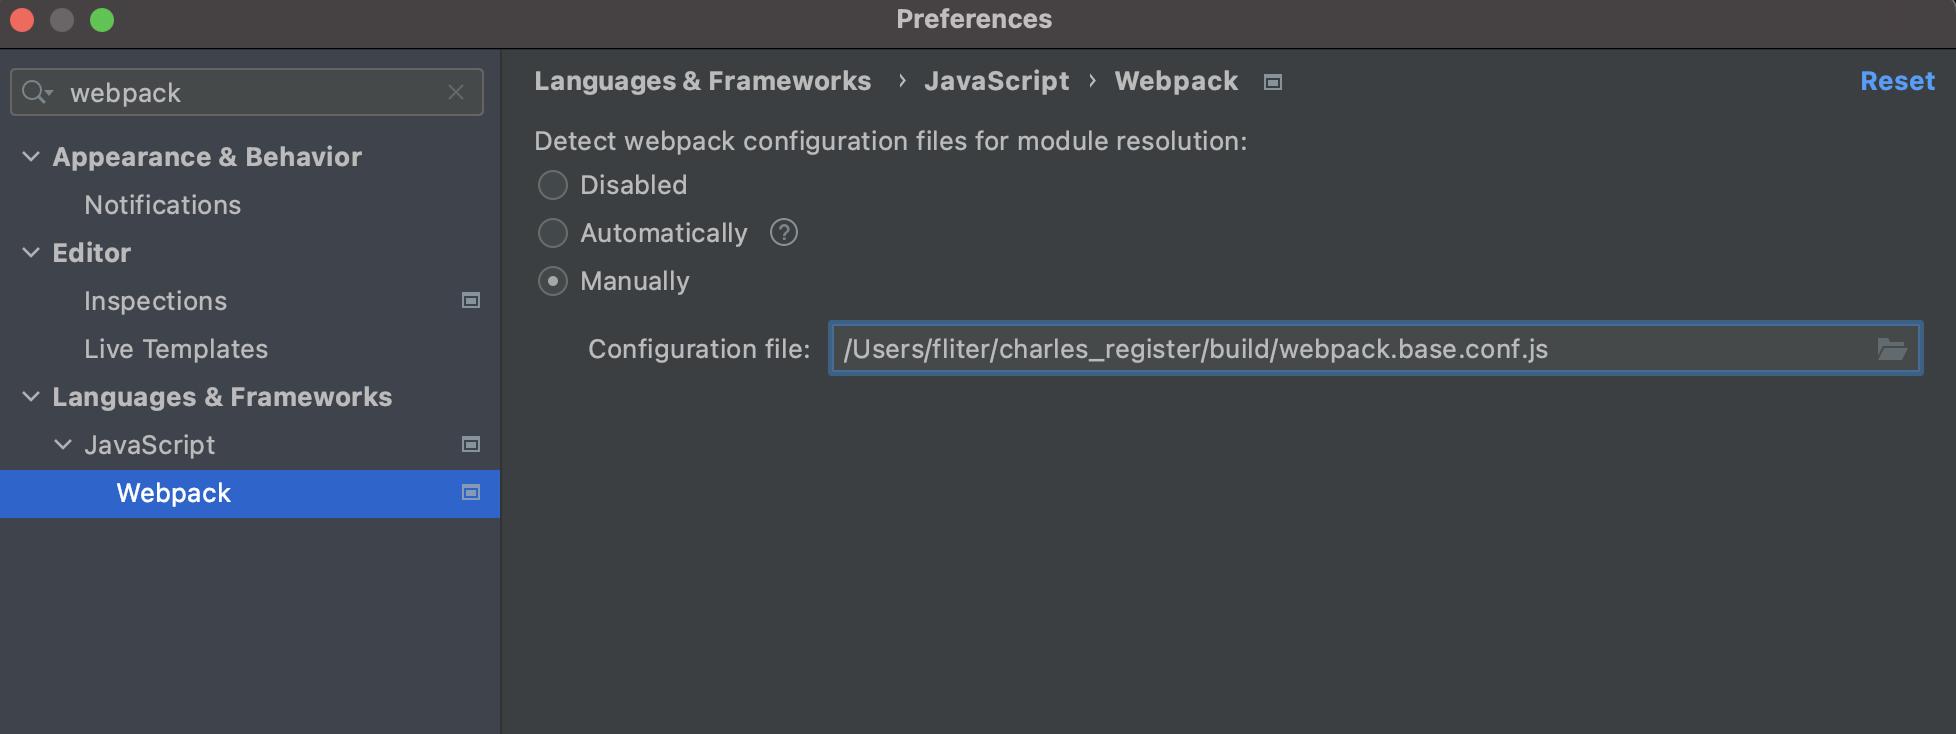 Preferences
webpack
Appearance & Behavior
Notifications
Editor
Inspections
Live Templates
Languages & Frameworks
JavaScript
Webpack
Languages & Frameworks › JavaScript › Webpack
Reset
Detect webpack configuration files for module resolution:
Disabled
Automatically ?
Manually
Configuration file: /Users/fliter/charles_register/build/webpack.base.conf.js